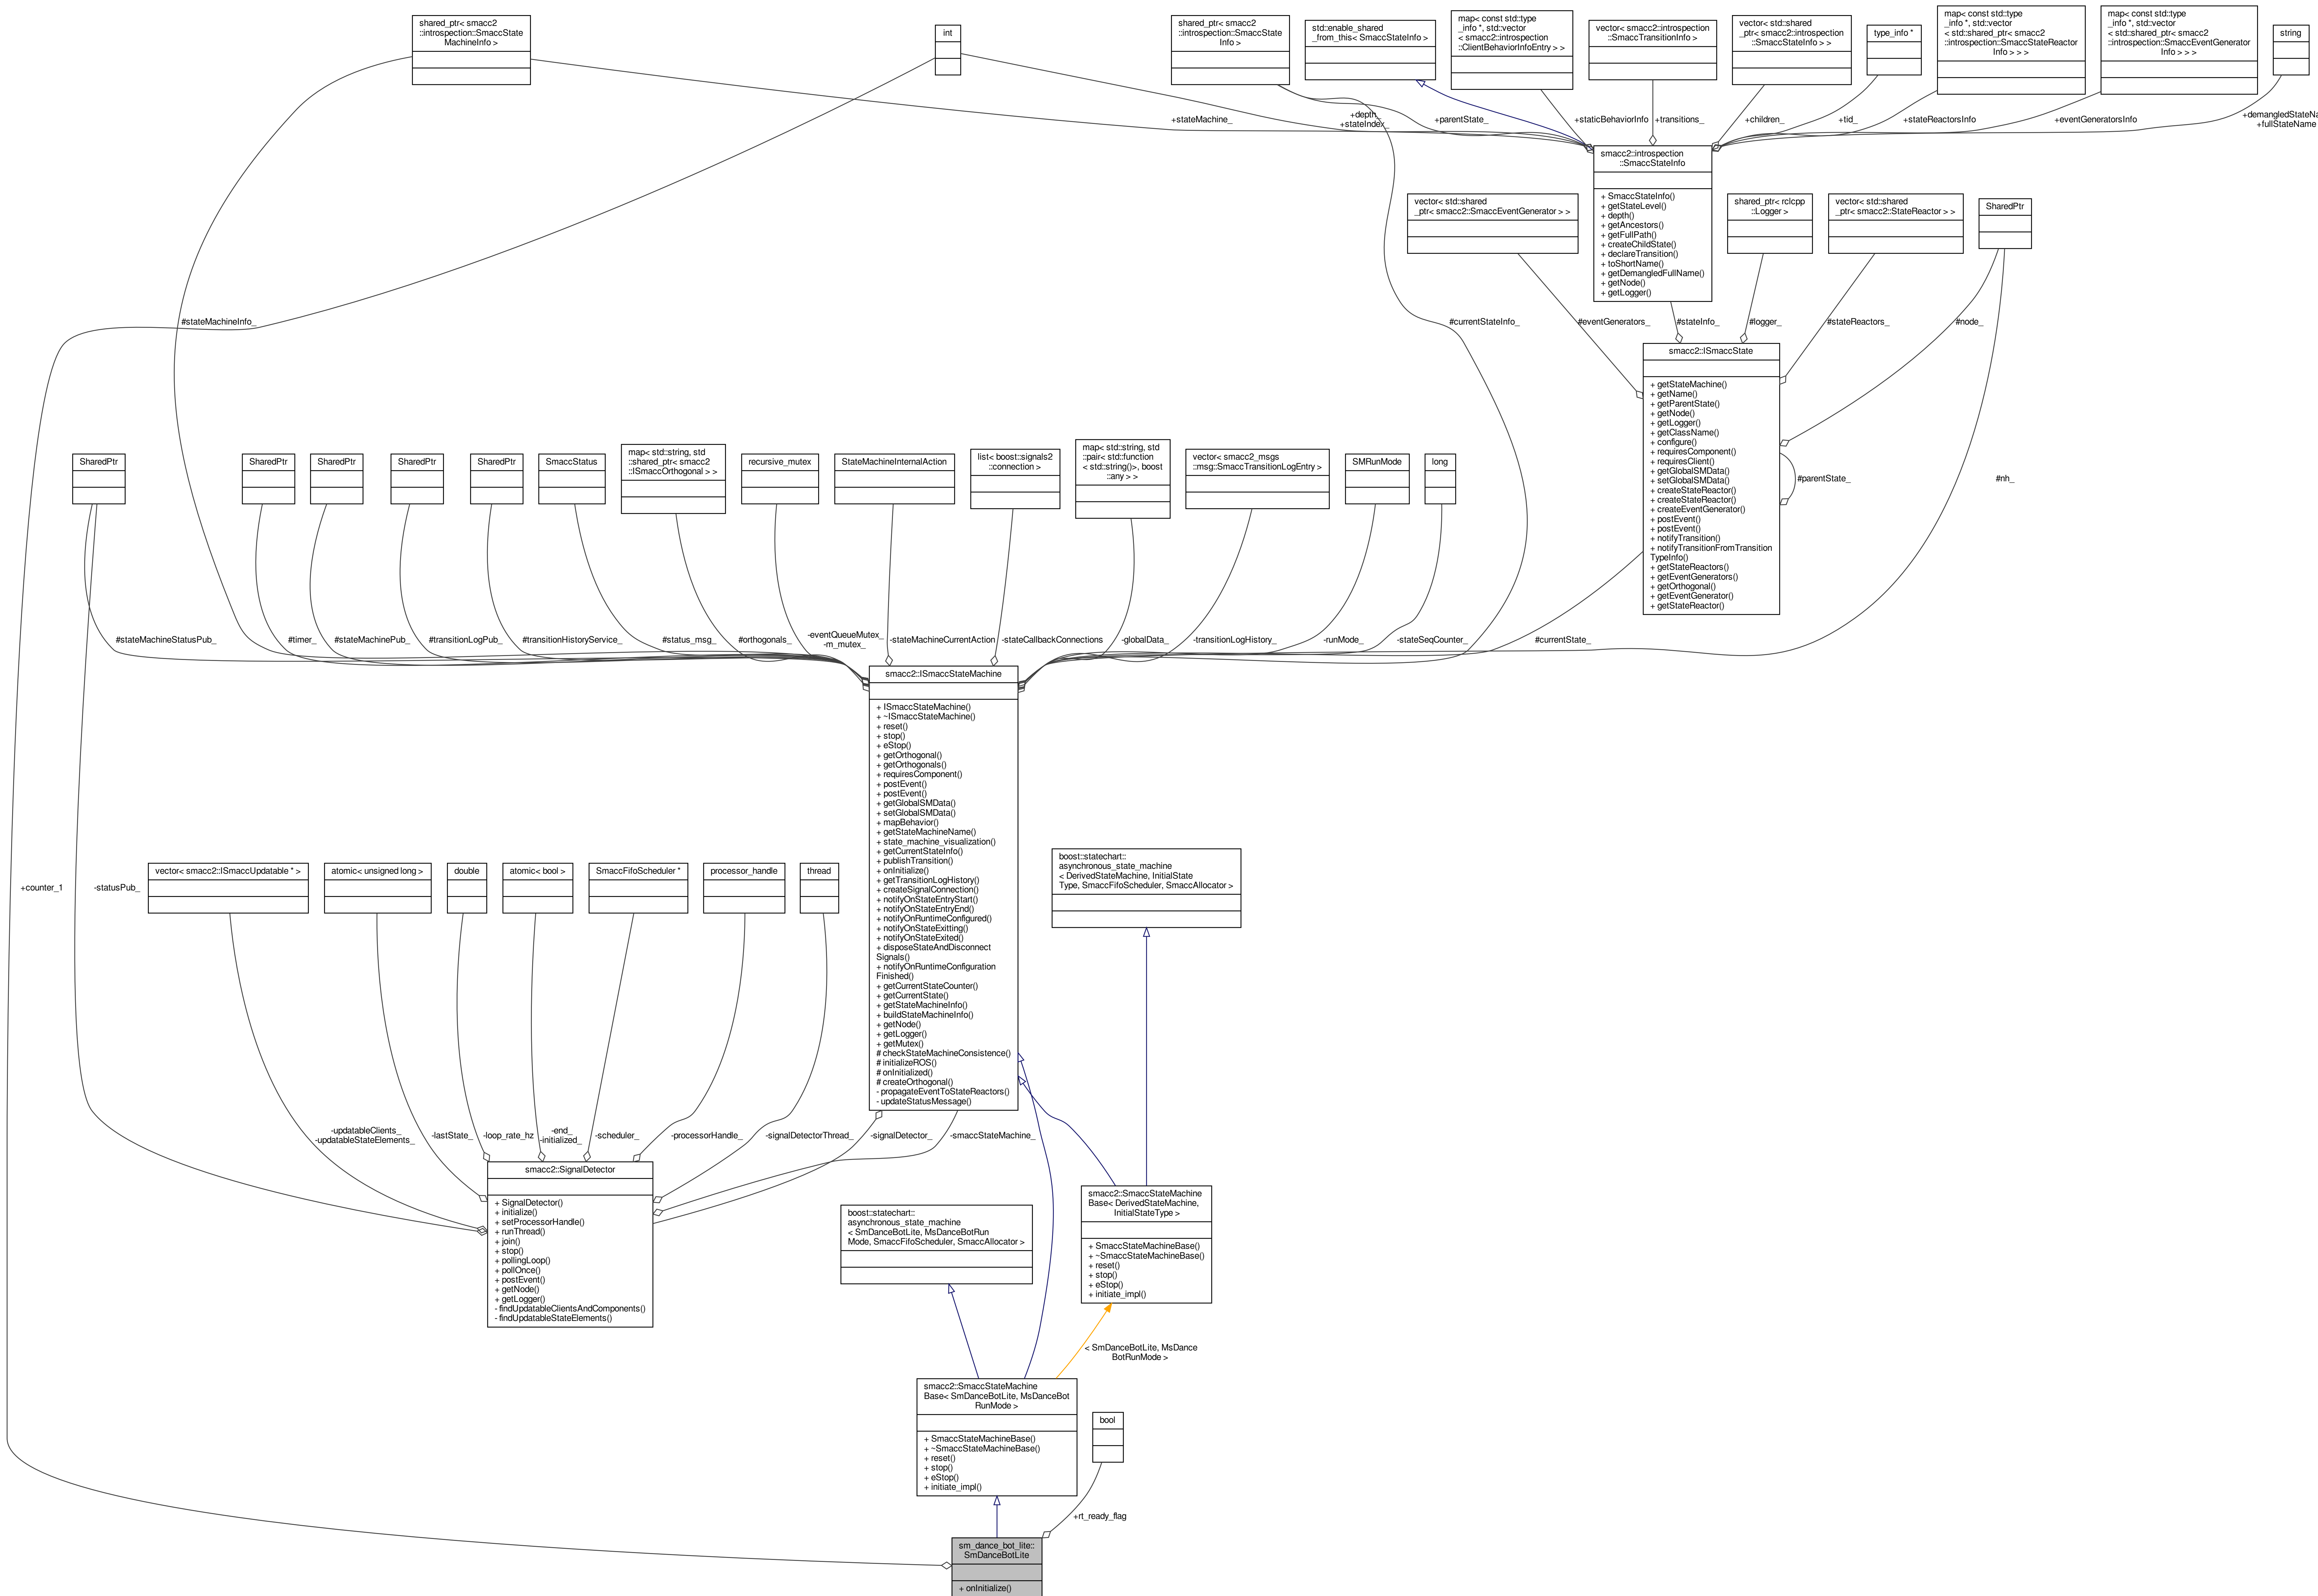 shared_ptr< smacc2
::introspection::SmaccState
MachineInfo >
int
shared_ptr< smacc2
::introspection::SmaccState
Info >
std::enable_shared
_from_this< SmaccStateInfo >
map< const std::type
_info *, std::vector
< smacc2::introspection
::ClientBehaviorInfoEntry > >
vector< smacc2::introspection
::SmaccTransitionInfo >
vector< std::shared
_ptr< smacc2::introspection
::SmaccStateInfo > >
type_info *
map< const std::type
_info *, std::vector
< std::shared_ptr< smacc2
::introspection::SmaccStateReactor
Info > > >
map< const std::type
_info *, std::vector
< std::shared_ptr< smacc2
::introspection::SmaccEventGenerator
Info > > >
string
+stateMachine_
+depth_
+stateIndex_
+parentState_
+staticBehaviorInfo
+transitions_
+children_
+tid_
+stateReactorsInfo
+eventGeneratorsInfo
+demangledStateNa
+fullStateName
smacc2::introspection
::SmaccStateInfo
+ SmaccStateInfo()
+ getStateLevel()
+ depth()
+ getAncestors()
+ getFullPath()
+ createChildState()
+ declareTransition()
+ toShortName()
+ getDemangledFullName()
+ getNode()
+ getLogger()
vector< std::shared
_ptr< smacc2::SmaccEventGenerator > >
shared_ptr< rclcpp
::Logger >
vector< std::shared
_ptr< smacc2::StateReactor > >
SharedPtr
#stateMachineInfo_
#currentStateInfo_
#eventGenerators_
#stateInfo_
#logger_
#stateReactors_
#node_
smacc2::ISmaccState
+ getStateMachine()
+ getName()
+ getParentState()
+ getNode()
+ getLogger()
+ getClassName()
+ configure()
+ requiresComponent()
+ requiresClient()
+ getGlobalSMData()
+ setGlobalSMData()
+ createStateReactor()
+ createStateReactor()
+ createEventGenerator()
+ postEvent()
+ postEvent()
+ notifyTransition()
+ notifyTransitionFromTransition
TypeInfo()
+ getStateReactors()
+ getEventGenerators()
+ getOrthogonal()
+ getEventGenerator()
+ getStateReactor()
#parentState_
#nh_
SharedPtr
SharedPtr
SharedPtr
SharedPtr
SharedPtr
SmaccStatus
map< std::string, std
::shared_ptr< smacc2
::ISmaccOrthogonal > >
recursive_mutex
StateMachineInternalAction
list< boost::signals2
::connection >
map< std::string, std
::pair< std::function
< std::string()>, boost
::any > >
vector< smacc2_msgs
::msg::SmaccTransitionLogEntry >
SMRunMode
long
#stateMachineStatusPub_
#timer_
#stateMachinePub_
#transitionLogPub_
#transitionHistoryService_
#status_msg_
#orthogonals_
-eventQueueMutex_
-m_mutex_
-stateMachineCurrentAction
-stateCallbackConnections
-globalData_
-transitionLogHistory_
-runMode_
-stateSeqCounter_
#currentState_
smacc2::ISmaccStateMachine
+ ISmaccStateMachine()
+ ~ISmaccStateMachine()
+ reset()
+ stop()
+ eStop()
+ getOrthogonal()
+ getOrthogonals()
+ requiresComponent()
+ postEvent()
+ postEvent()
+ getGlobalSMData()
+ setGlobalSMData()
+ mapBehavior()
+ getStateMachineName()
+ state_machine_visualization()
+ getCurrentStateInfo()
+ publishTransition()
+ onInitialize()
+ getTransitionLogHistory()
+ createSignalConnection()
+ notifyOnStateEntryStart()
+ notifyOnStateEntryEnd()
+ notifyOnRuntimeConfigured()
+ notifyOnStateExitting()
+ notifyOnStateExited()
+ disposeStateAndDisconnect
Signals()
+ notifyOnRuntimeConfiguration
Finished()
+ getCurrentStateCounter()
+ getCurrentState()
+ getStateMachineInfo()
+ buildStateMachineInfo()
+ getNode()
+ getLogger()
+ getMutex()
# checkStateMachineConsistence()
# initializeROS()
# onInitialized()
# createOrthogonal()
- propagateEventToStateReactors()
- updateStatusMessage()
+counter_1
-statusPub_
vector< smacc2::ISmaccUpdatable * >
atomic< unsigned long >
double
atomic< bool >
SmaccFifoScheduler *
processor_handle
thread
boost::statechart::
asynchronous_state_machine
< DerivedStateMachine, InitialState
Type, SmaccFifoScheduler, SmaccAllocator >
-updatableClients_
-updatableStateElements_
-lastState_
-loop_rate_hz
-end_
-initialized_
-scheduler_
-processorHandle_
-signalDetectorThread_
-signalDetector_
-smaccStateMachine_
smacc2::SignalDetector
+ SignalDetector()
+ initialize()
+ setProcessorHandle()
+ runThread()
+ join()
+ stop()
+ pollingLoop()
+ pollOnce()
+ postEvent()
+ getNode()
+ getLogger()
- findUpdatableClientsAndComponents()
- findUpdatableStateElements()
boost::statechart::
asynchronous_state_machine
< SmDanceBotLite, MsDanceBotRun
Mode, SmaccFifoScheduler, SmaccAllocator >
smacc2::SmaccStateMachine
Base< DerivedStateMachine,
InitialStateType >
+ SmaccStateMachineBase()
+ ~SmaccStateMachineBase()
+ reset()
+ stop()
+ eStop()
+ initiate_impl()
< SmDanceBotLite, MsDance
BotRunMode >
smacc2::SmaccStateMachine
Base< SmDanceBotLite, MsDanceBot
RunMode >
+ SmaccStateMachineBase()
+ ~SmaccStateMachineBase()
+ reset()
+ stop()
+ eStop()
+ initiate_impl()
bool
+rt_ready_flag
sm_dance_bot_lite::
SmDanceBotLite
+ onInitialize()